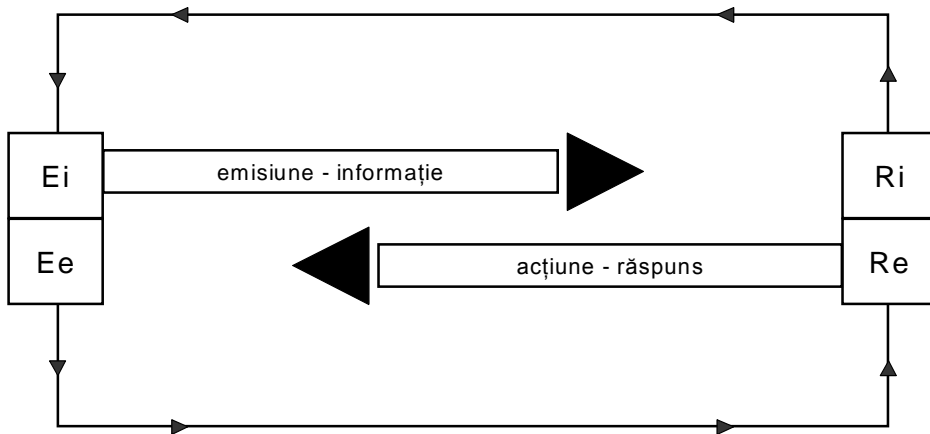 Ei
emisiune - informație
Ri
Ee
acțiune - răspuns
Re